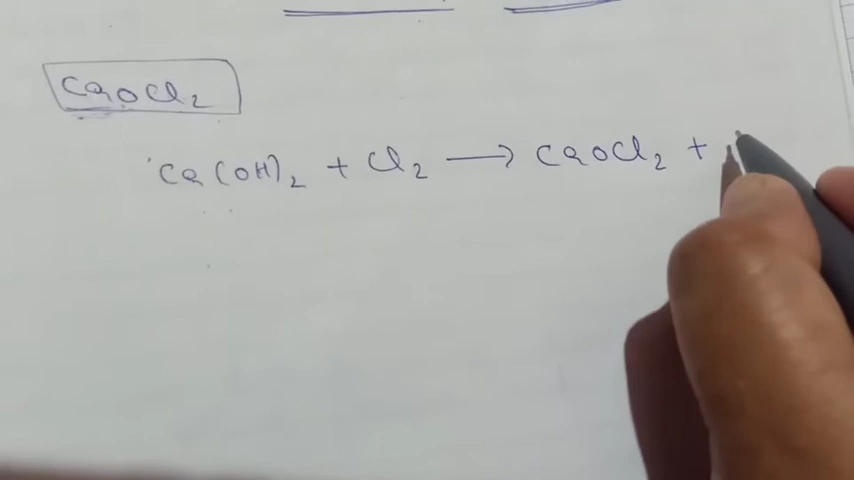 CaOCl₂
Ca(OH)₂ + Cl₂ → CaOCl₂ +